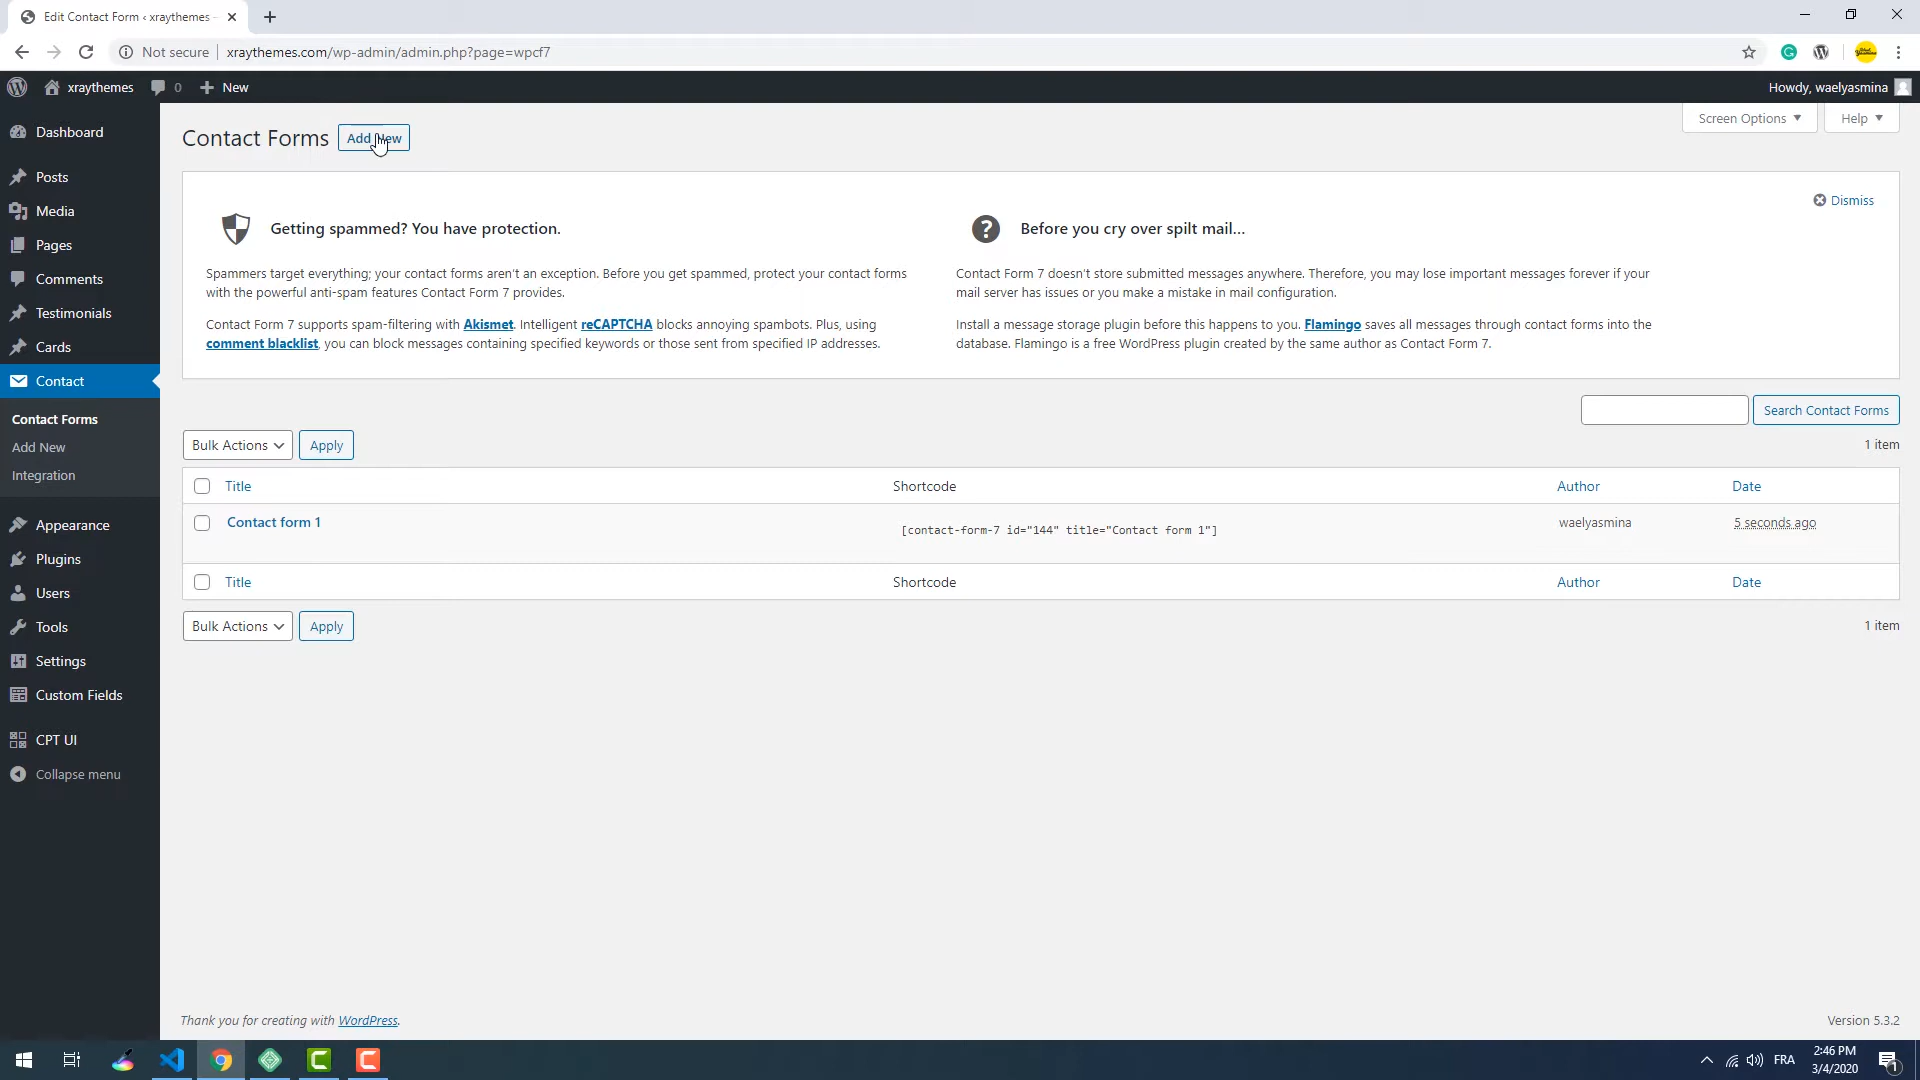 Edit Contact Form ‹ xraythemes -
Not secure
xraythemes.com/wp-admin/admin.php?page=wpcf7
xraythemes
0
New
Howdy, waelyasmina
Dashboard
Posts
Media
Pages
Comments
Testimonials
Cards
Contact
Contact Forms
Add New
Integration
Appearance
Plugins
Users
Tools
Settings
Custom Fields
CPT UI
Collapse menu
Contact Forms
Add New
Screen Options
Help
Dismiss
Getting spammed? You have protection.
Spammers target everything; your contact forms aren't an exception. Before you get spammed, protect your contact forms
with the powerful anti-spam features Contact Form 7 provides.
Contact Form 7 supports spam-filtering with Akismet. Intelligent reCAPTCHA blocks annoying spambots. Plus, using
comment blacklist, you can block messages containing specified keywords or those sent from specified IP addresses.
Before you cry over spilt mail…
Contact Form 7 doesn't store submitted messages anywhere. Therefore, you may lose important messages forever if your
mail server has issues or you make a mistake in mail configuration.
Install a message storage plugin before this happens to you. Flamingo saves all messages through contact forms into the
database. Flamingo is a free WordPress plugin created by the same author as Contact Form 7.
Search Contact Forms
Bulk Actions
Apply
1 item
Title
Shortcode
Author
Date
Contact form 1
[contact-form-7 id="144" title="Contact form 1"]
waelyasmina
5 seconds ago
Title
Shortcode
Author
Date
Bulk Actions
Apply
1 item
Thank you for creating with WordPress.
Version 5.3.2
FRA
2:46 PM
3/4/2020
1